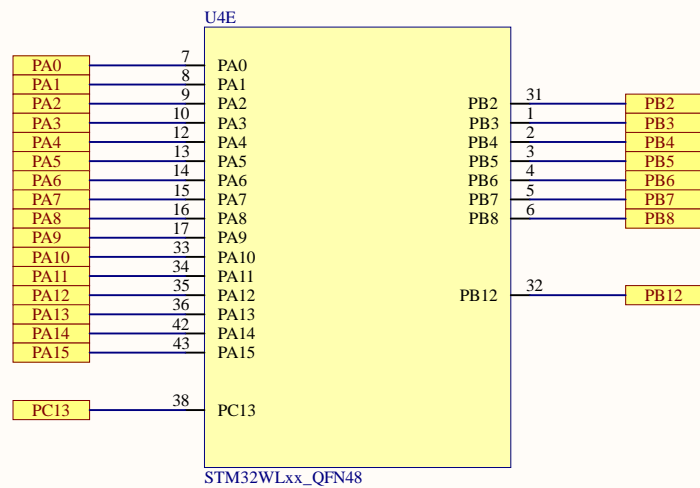 U4E
PA0 7 PA0
PA1 8 PA1
PA2 9 PA2 PB2 31 PB2
PA3 10 PA3 PB3 1 PB3
PA4 12 PA4 PB4 2 PB4
PA5 13 PA5 PB5 3 PB5
PA6 14 PA6 PB6 4 PB6
PA7 15 PA7 PB7 5 PB7
PA8 16 PA8 PB8 6 PB8
PA9 17 PA9
PA10 33 PA10
PA11 34 PA11
PA12 35 PA12 PB12 32 PB12
PA13 36 PA13
PA14 42 PA14
PA15 43 PA15
PC13 38 PC13
STM32WLxx_QFN48